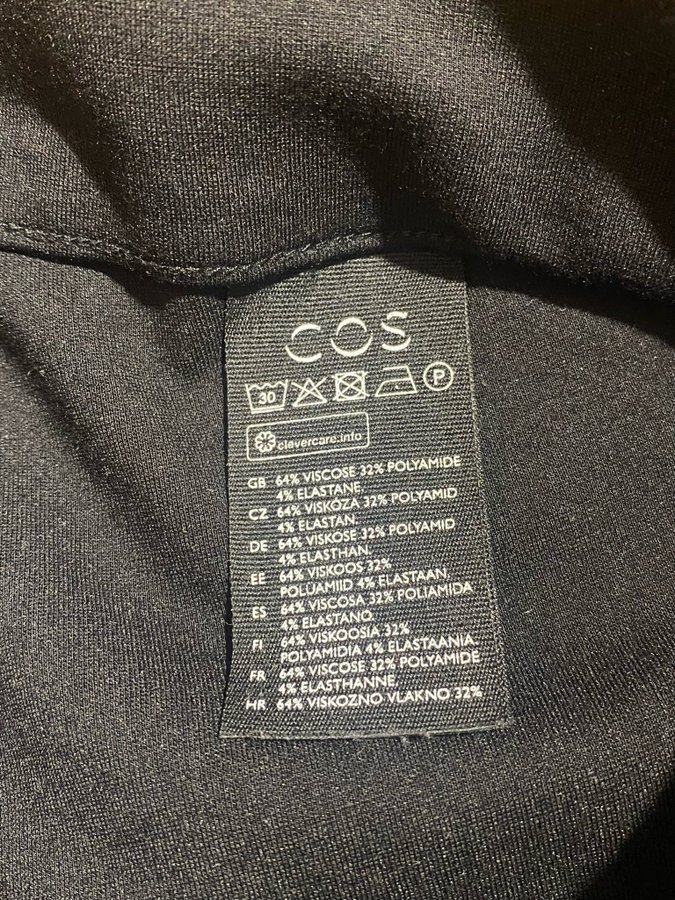 COS
30 P
clevercare.info
GB 64% VISCOSE 32% POLYAMIDE
4% ELASTANE,
CZ 64% VISKÓZA 32% POLYAMID
4% ELASTAN.
DE 64% VISKOSE 32% POLYAMID
4% ELASTHAN.
EE 64% VISKOOS 32%
POLUAMIID 4% ELASTAAN.
ES 64% VISCOSA 32% POLIAMIDA
4% ELASTANO,
FI 64% VISKOOSIA 32%
POLYAMIDIA 4% ELASTAANIA
FR 64% VISCOSE 32% POLYAMIDE
4% ELASTHANNE,
HR 64% VISKOZNO VLAKNO 32%